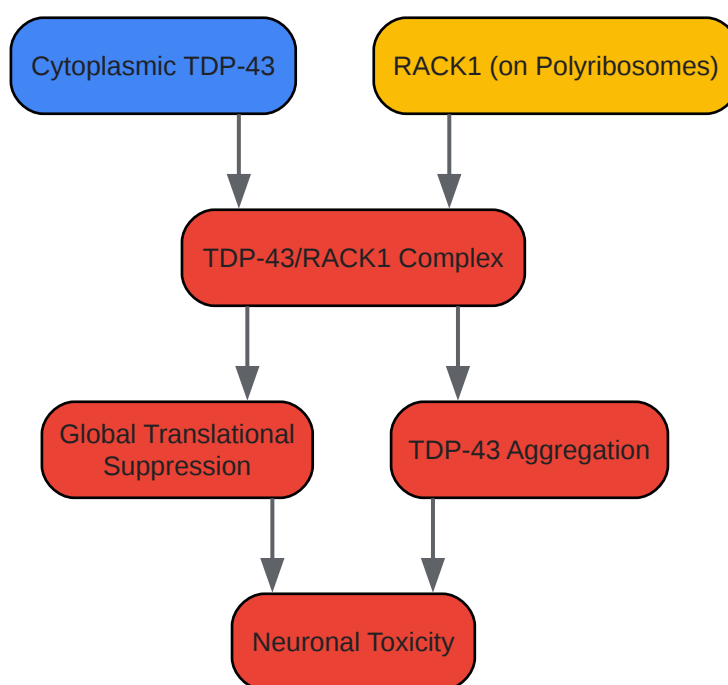 Cytoplasmic TDP-43
RACK1 (on Polyribosomes)
TDP-43/RACK1 Complex
Global Translational
Suppression
TDP-43 Aggregation
Neuronal Toxicity